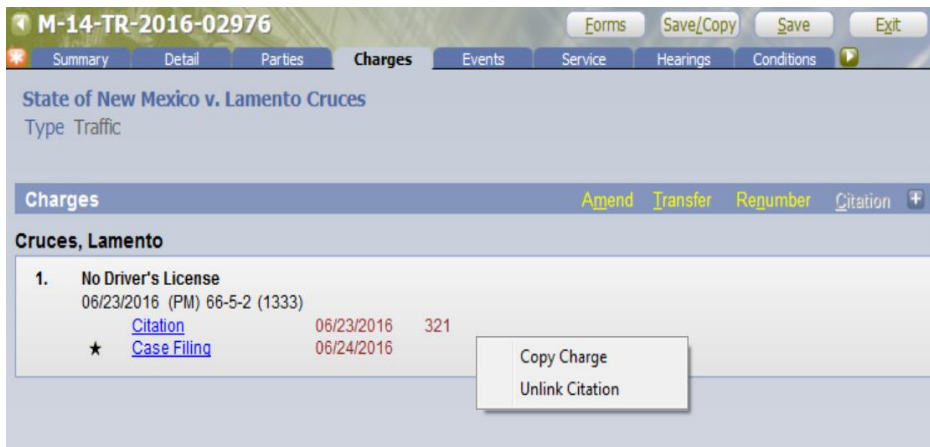 M-14-TR-2016-02976 Forms Save/Copy Save Exit
Summary Detail Parties Charges Events Service Hearings Conditions
State of New Mexico v. Lamento Cruces
Type Traffic
Charges Amend Transfer Renumber Citation
Cruces, Lamento
1. No Driver's License
06/23/2016 (PM) 66-5-2 (1333)
Citation 06/23/2016 321
★ Case Filing 06/24/2016
Copy Charge
Unlink Citation